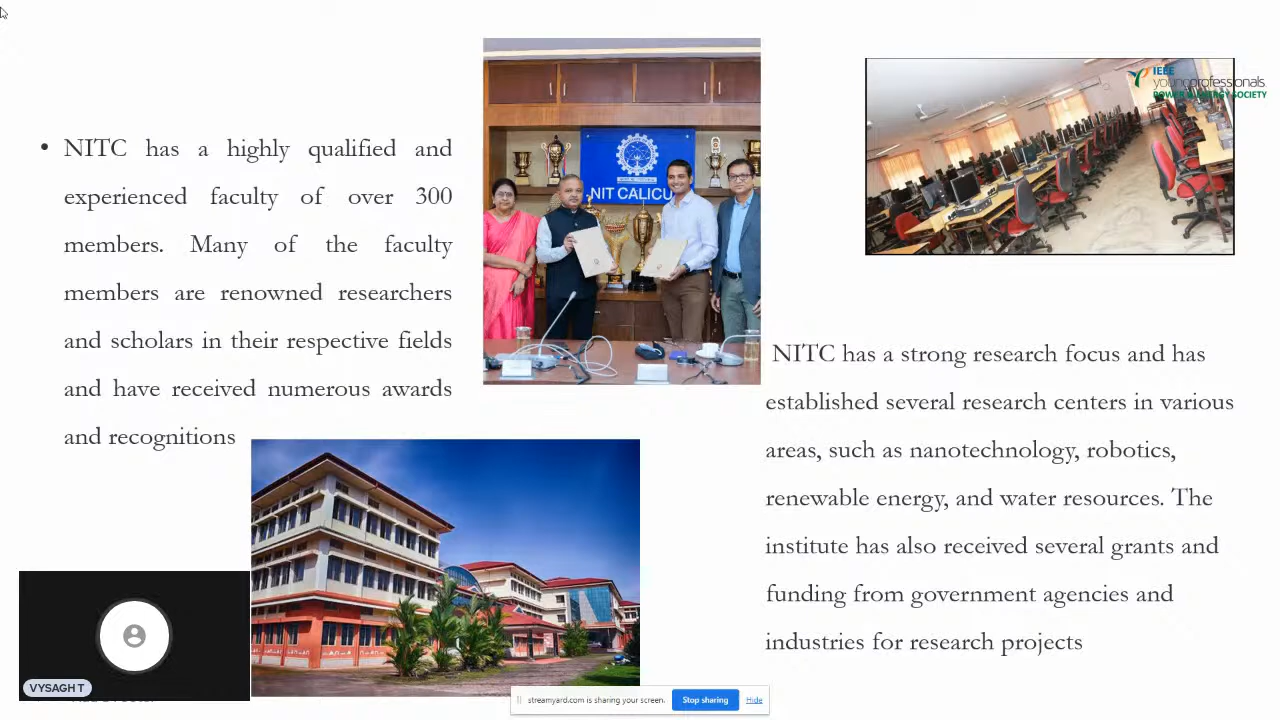 • NITC has a highly qualified and
experienced faculty of over 300
members. Many of the faculty
members are renowned researchers
and scholars in their respective fields
and have received numerous awards
and recognitions
NIT CALICU
IEEE
youngprofessionals
POWER & ENERGY SOCIETY
NITC has a strong research focus and has
established several research centers in various
areas, such as nanotechnology, robotics,
renewable energy, and water resources. The
institute has also received several grants and
funding from government agencies and
industries for research projects
VYSAGH T
streamyard.com is sharing your screen.
Stop sharing
Hide